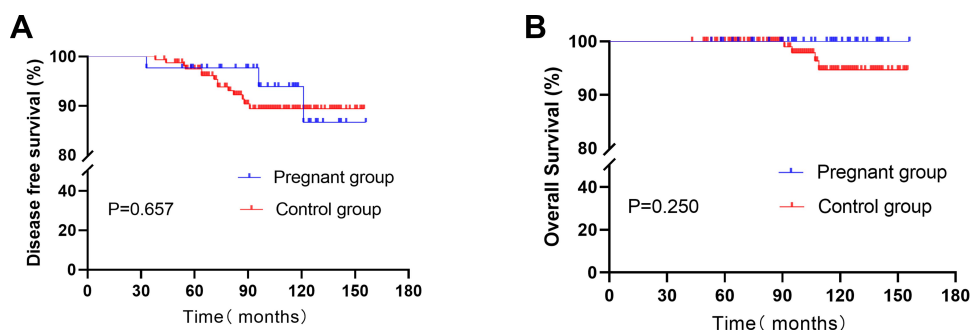 A
Disease free survival (%)
100
90
80
40
20
0
Pregnant group
Control group
P=0.657
0 30 60 90 120 150 180
Time( months)
B
Overall Survival (%)
100
90
80
40
20
0
Pregnant group
Control group
P=0.250
0 30 60 90 120 150 180
Time( months)